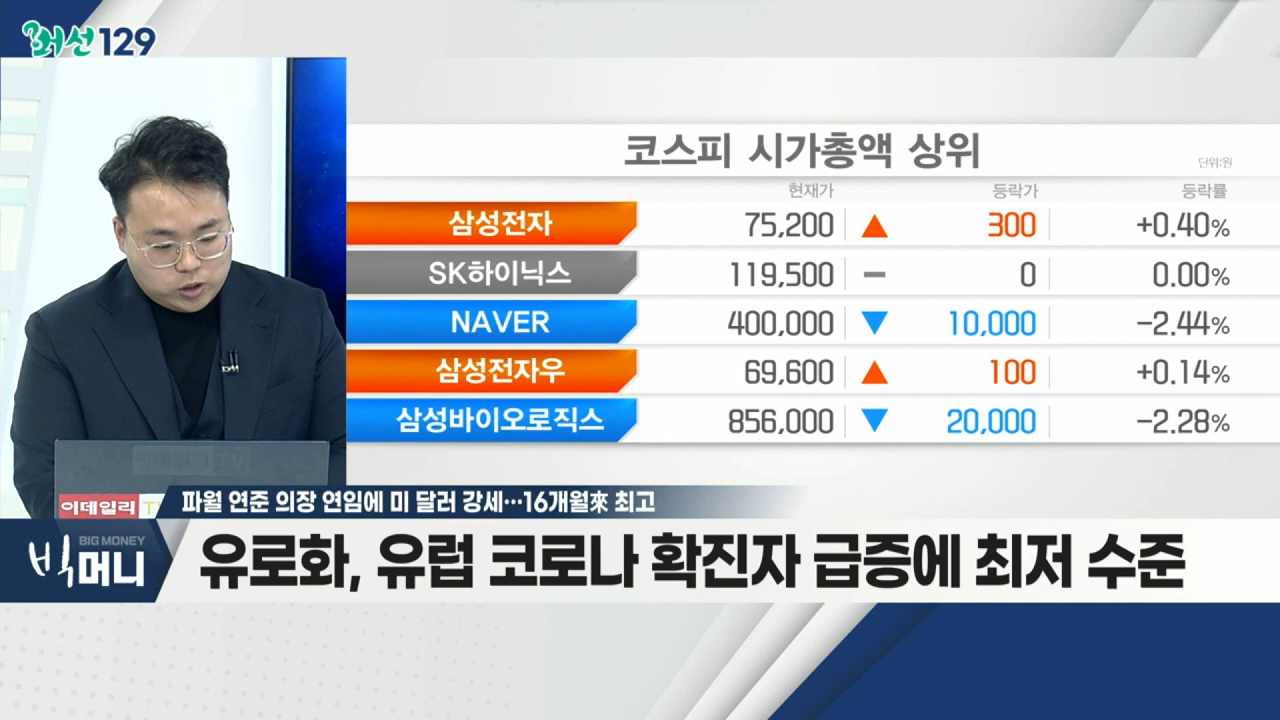 머선129
코스피 시가총액 상위
단위:원
현재가 등락가 등락률
삼성전자 75,200 ▲ 300 +0.40%
SK하이닉스 119,500 － 0 0.00%
NAVER 400,000 ▼ 10,000 -2.44%
삼성전자우 69,600 ▲ 100 +0.14%
삼성바이오로직스 856,000 ▼ 20,000 -2.28%
이데일리 T
파월 연준 의장 연임에 미 달러 강세…16개월來 최고
BIG MONEY
빅머니
유로화, 유럽 코로나 확진자 급증에 최저 수준